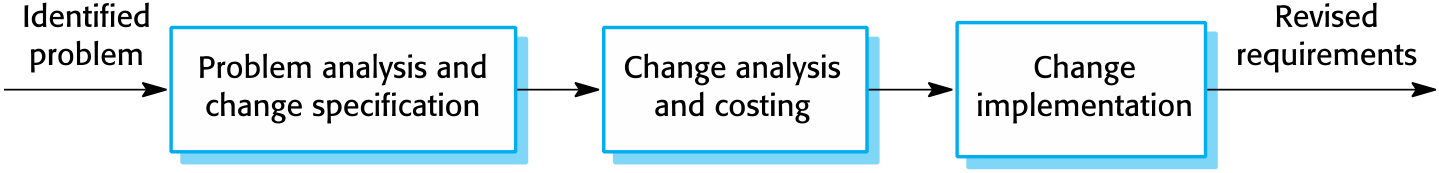 Identified
problem
Problem analysis and
change specification
Change analysis
and costing
Change
implementation
Revised
requirements